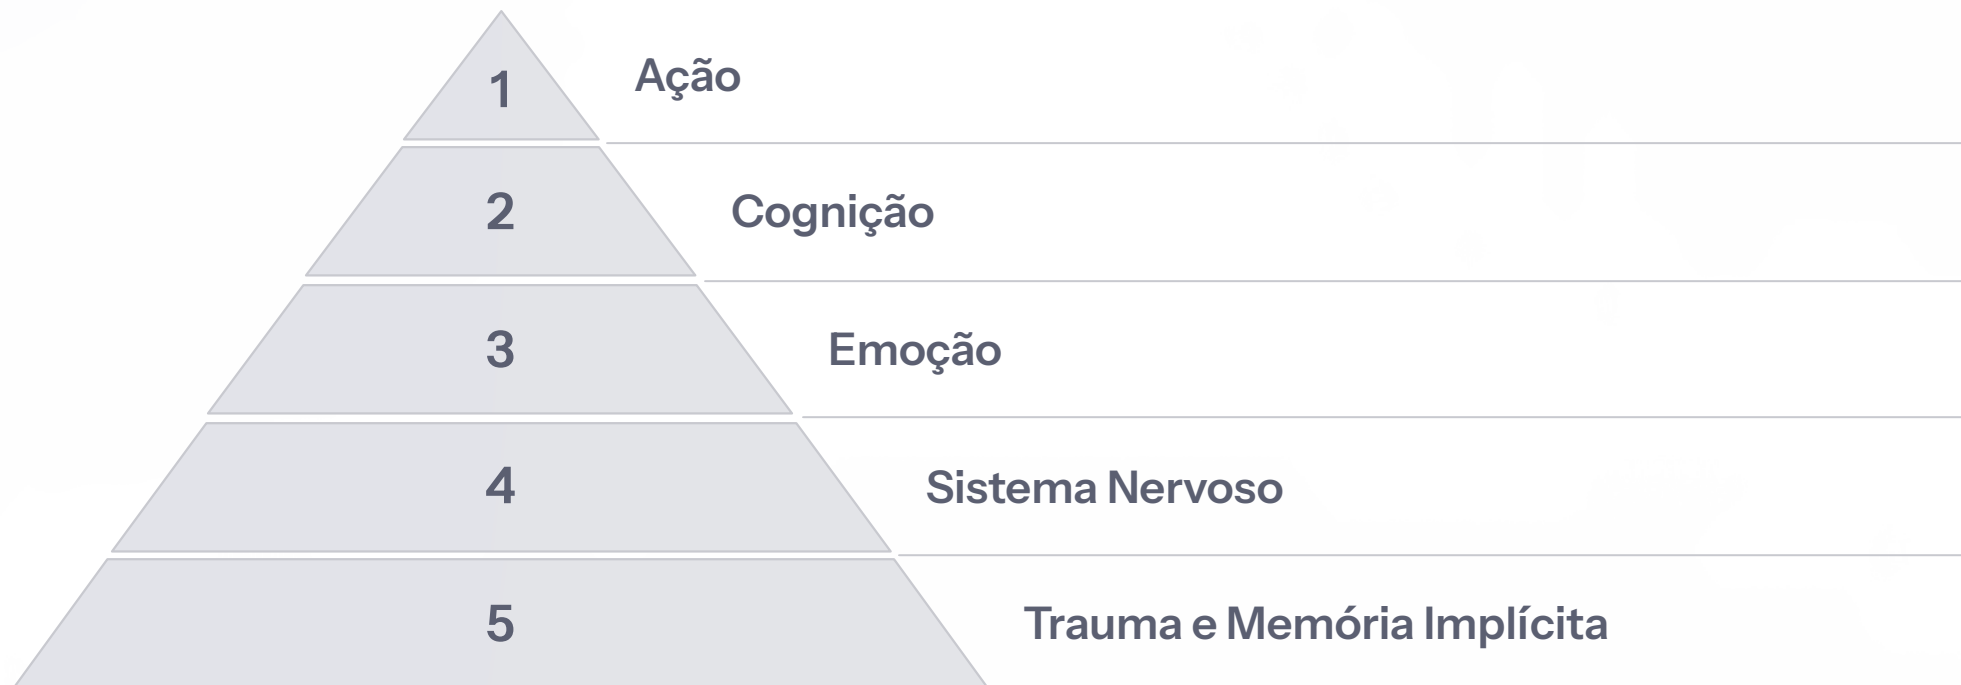 1 Ação
2 Cognição
3 Emoção
4 Sistema Nervoso
5 Trauma e Memória Implícita